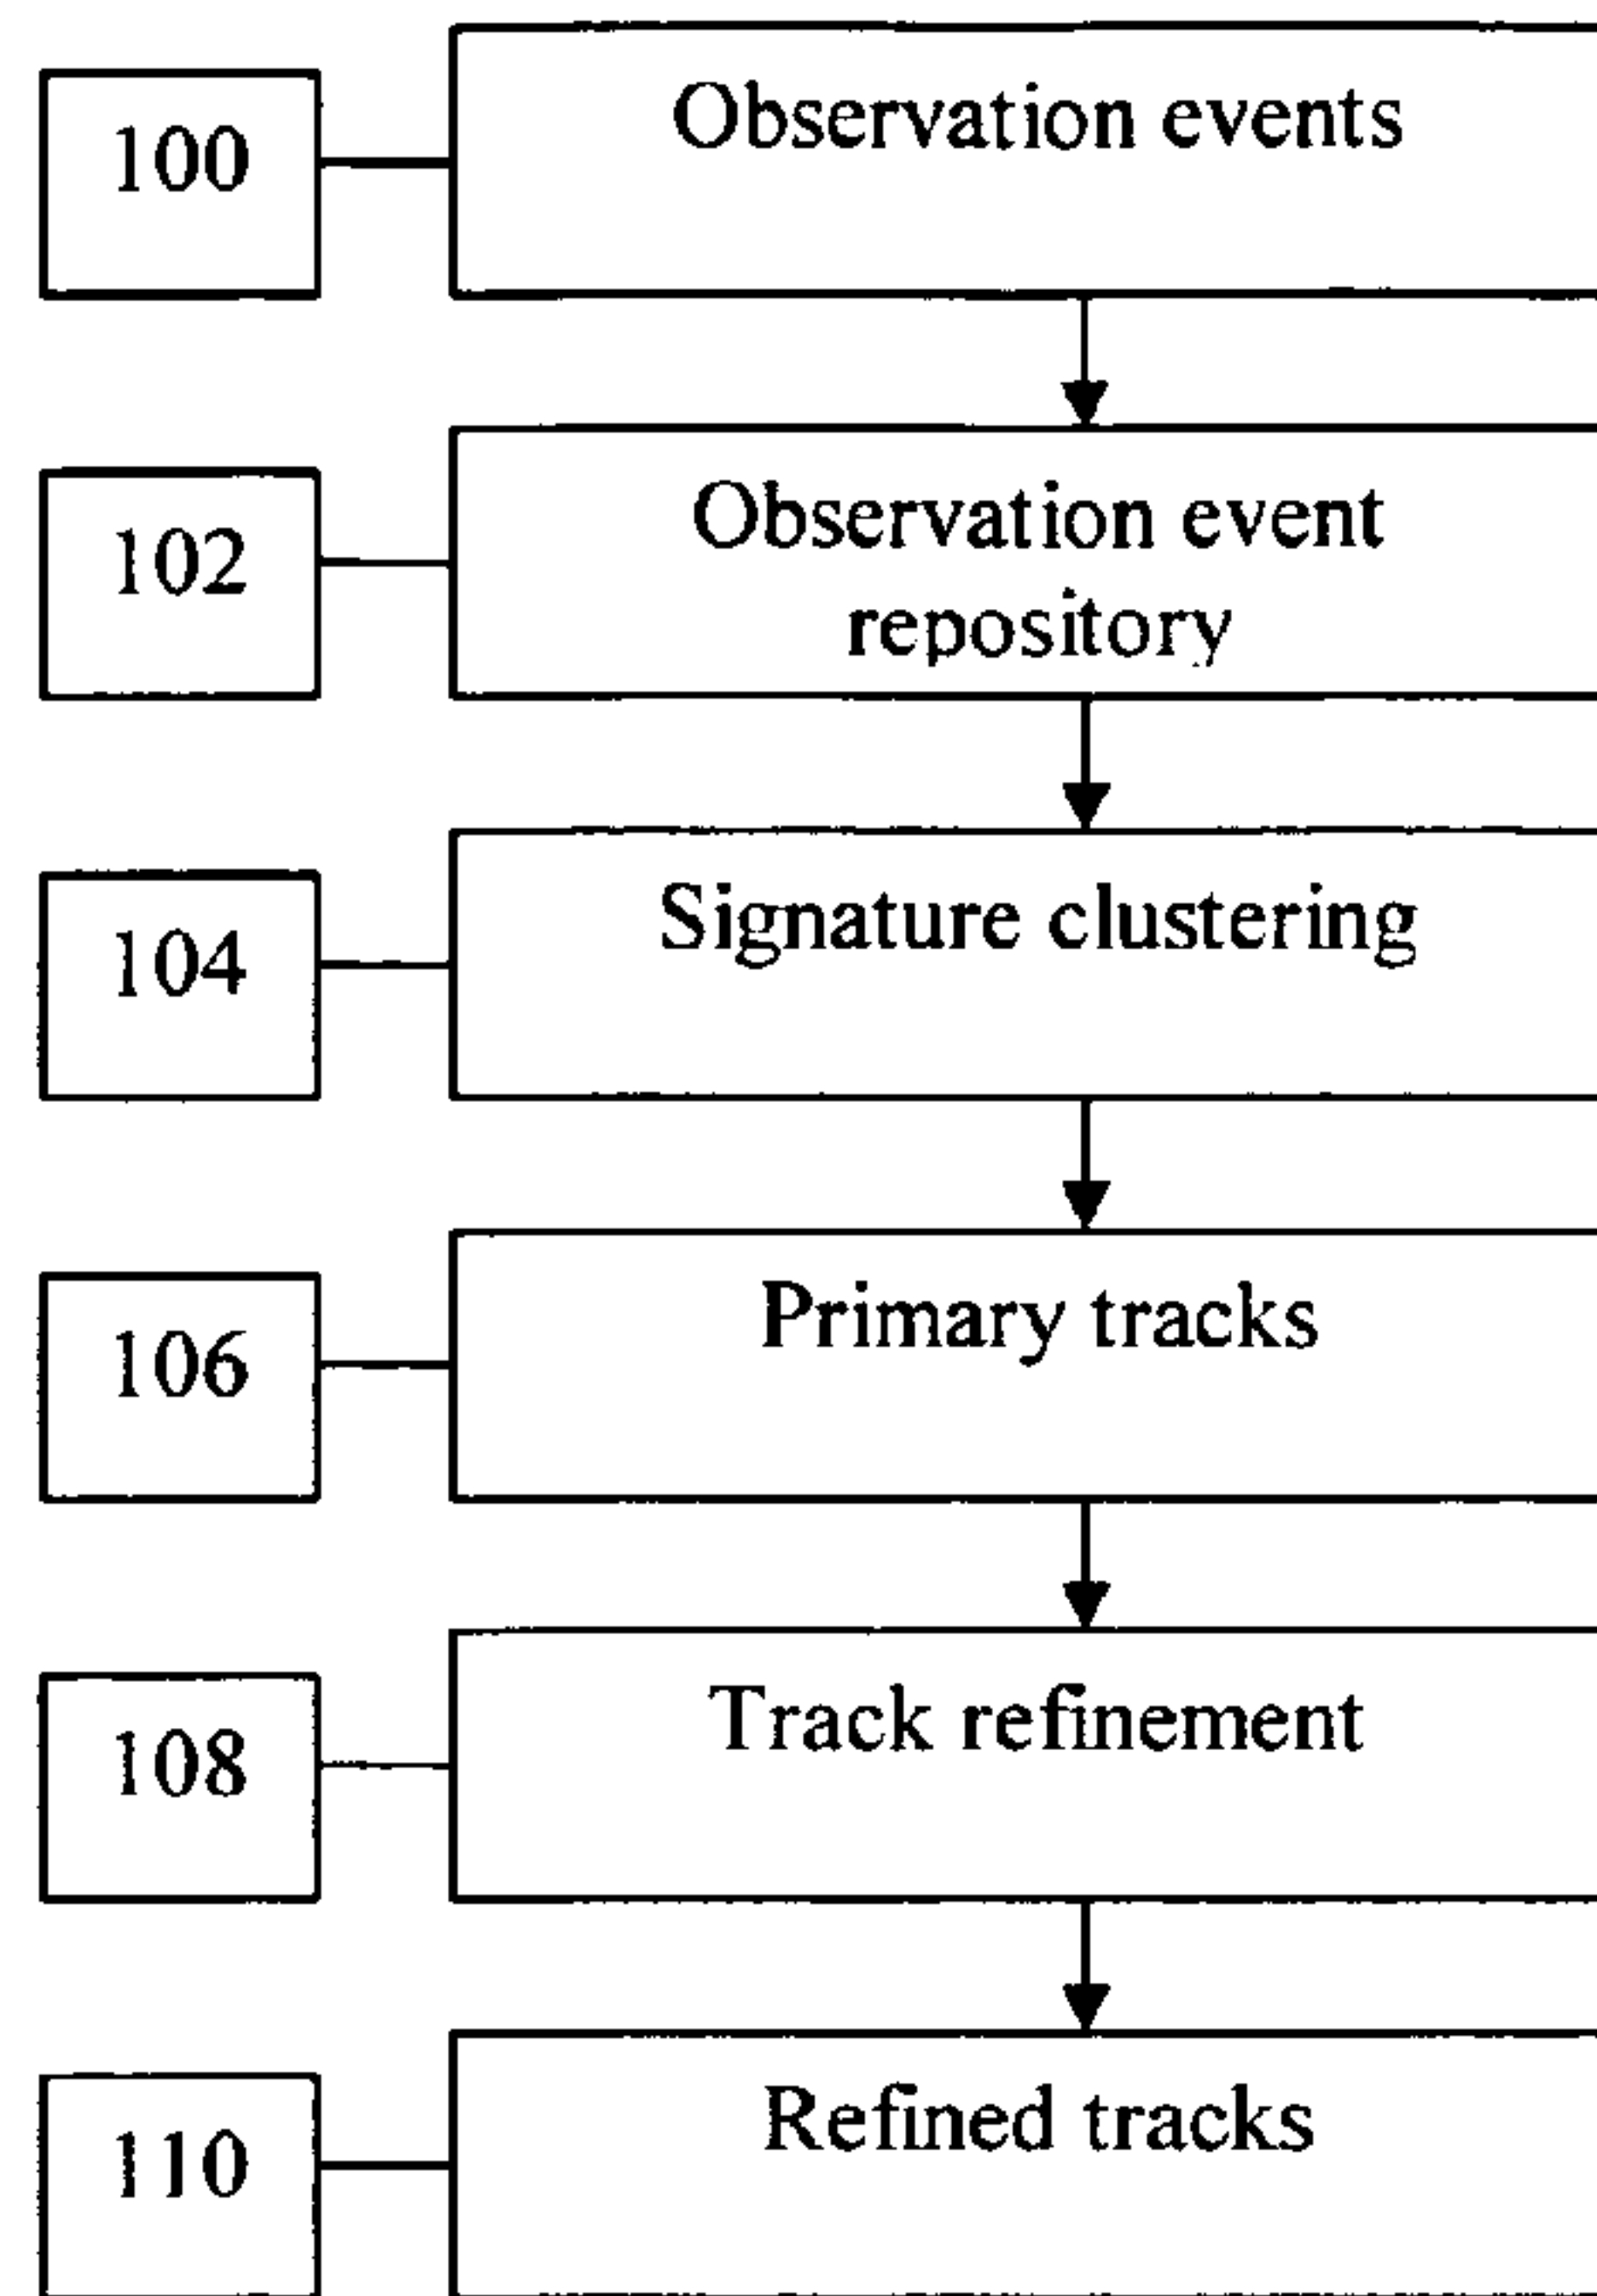 100
Observation events
102
Observation event
repository
104
Signature clustering
106
Primary tracks
108
Track refinement
110
Refined tracks